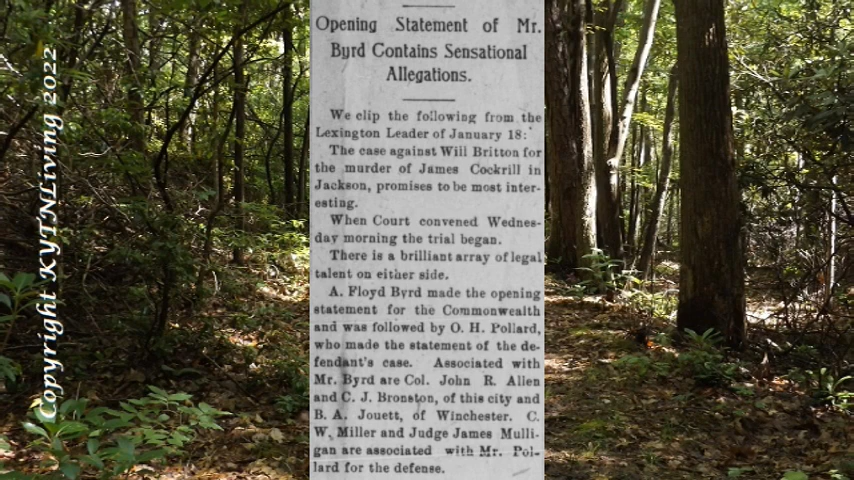 Copyright KYTNLiving 2022
Opening Statement of Mr.
Byrd Contains Sensational
Allegations.
We clip the following from the
Lexington Leader of January 18:
The case against Will Britton for
the murder of James Cockrill in
Jackson, promises to be most inter-
esting.
When Court convened Wednes-
day morning the trial began.
There is a brilliant array of legal
talent on either side.
A. Floyd Byrd made the opening
statement for the Commonwealth
and was followed by O. H. Pollard,
who made the statement of the de-
fendant's case. Associated with
Mr. Byrd are Col. John R. Allen
and C. J. Bronston, of this city and
B. A. Jouett, of Winchester. C.
W. Miller and Judge James Mulli-
gan are associated with Mr. Pol-
lard for the defense.